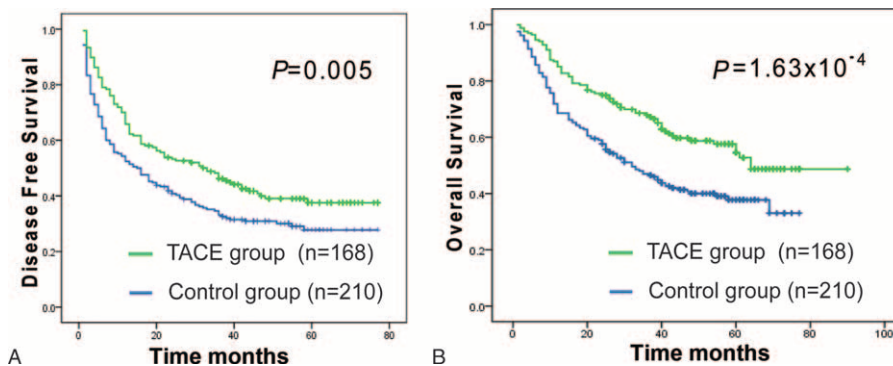 1.0
0.8
0.6
0.4
0.2
0.0
Disease Free Survival
P=0.005
TACE group (n=168)
Control group (n=210)
0 20 40 60 80
Time months
A
1.0
0.8
0.6
0.4
0.2
0.0
Overall Survival
P=1.63x10-4
TACE group (n=168)
Control group (n=210)
0 20 40 60 80 100
Time months
B